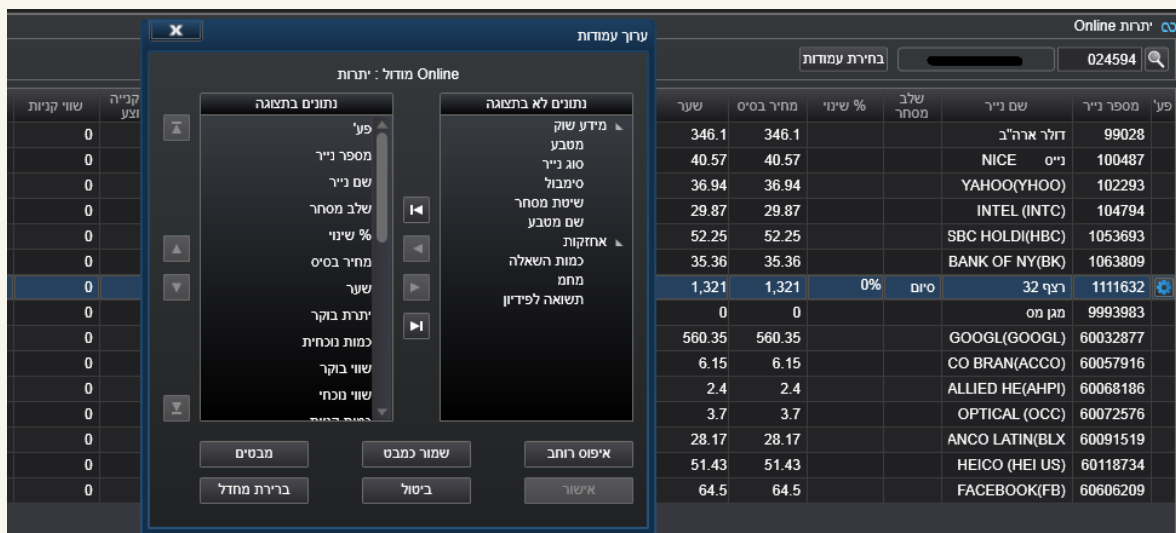 יתרות Online
024594
בחירת עמודות
פע' מספר נייר שם נייר שלב מסחר % שינוי מחיר בסיס שער שווי קניות
99028 דולר ארה"ב 346.1 346.1 0
100487 נייס NICE 40.57 40.57 0
102293 YAHOO(YHOO) 36.94 36.94 0
104794 INTEL (INTC) 29.87 29.87 0
1053693 SBC HOLDI(HBC) 52.25 52.25 0
1063809 BANK OF NY(BK) 35.36 35.36 0
1111632 רצף 32 סיום 0% 1,321 1,321 0
9993983 מגן מס 0 0 0
60032877 GOOGL(GOOGL) 560.35 560.35 0
60057916 CO BRAN(ACCO) 6.15 6.15 0
60068186 ALLIED HE(AHPI) 2.4 2.4 0
60072576 OPTICAL (OCC) 3.7 3.7 0
60091519 ANCO LATIN(BLX 28.17 28.17 0
60118734 HEICO (HEI US) 51.43 51.43 0
60606209 FACEBOOK(FB) 64.5 64.5 0
ערוך עמודות
X
Online מודול : יתרות
נתונים לא בתצוגה
מידע שוק
מטבע
סוג נייר
סימבול
שיטת מסחר
שם מטבע
אחזקות
כמות השאלה
מחמ
תשואה לפידיון
נתונים בתצוגה
פע'
מספר נייר
שם נייר
שלב מסחר
% שינוי
מחיר בסיס
שער
יתרת בוקר
כמות נוכחית
שווי בוקר
שווי נוכחי
איפוס רוחב
שמור כמבט
מבטים
אישור
ביטול
ברירת מחדל